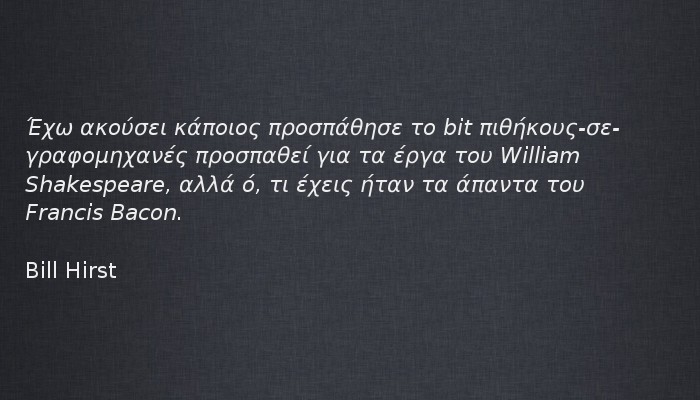 Έχω ακούσει κάποιος προσπάθησε το bit πιθήκους-σε-
γραφομηχανές προσπαθεί για τα έργα του William
Shakespeare, αλλά ό, τι έχεις ήταν τα άπαντα του
Francis Bacon.
Bill Hirst